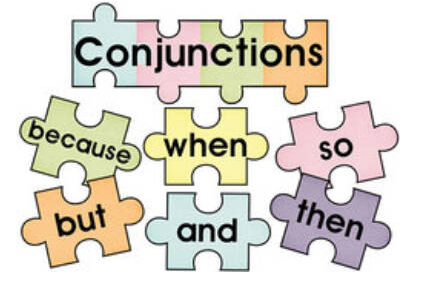 Conjunctions
because when so
but and then